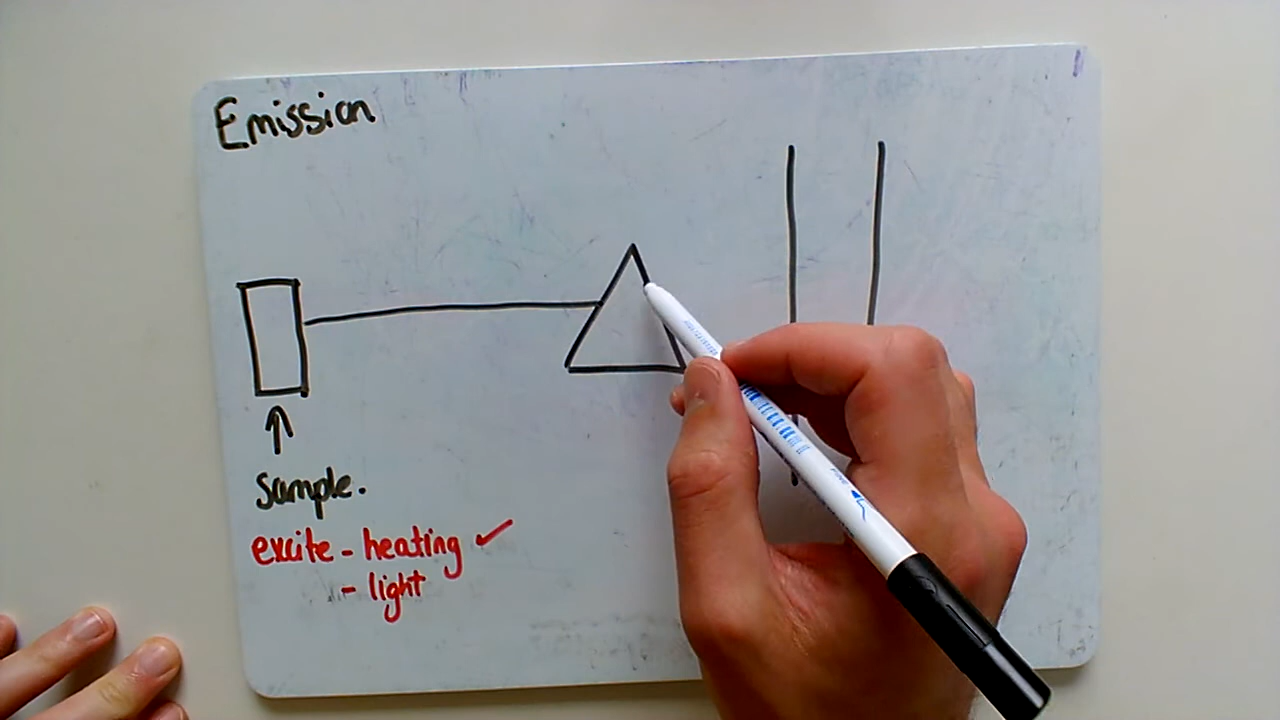 Emission
sample.
excite - heating ✓
- light